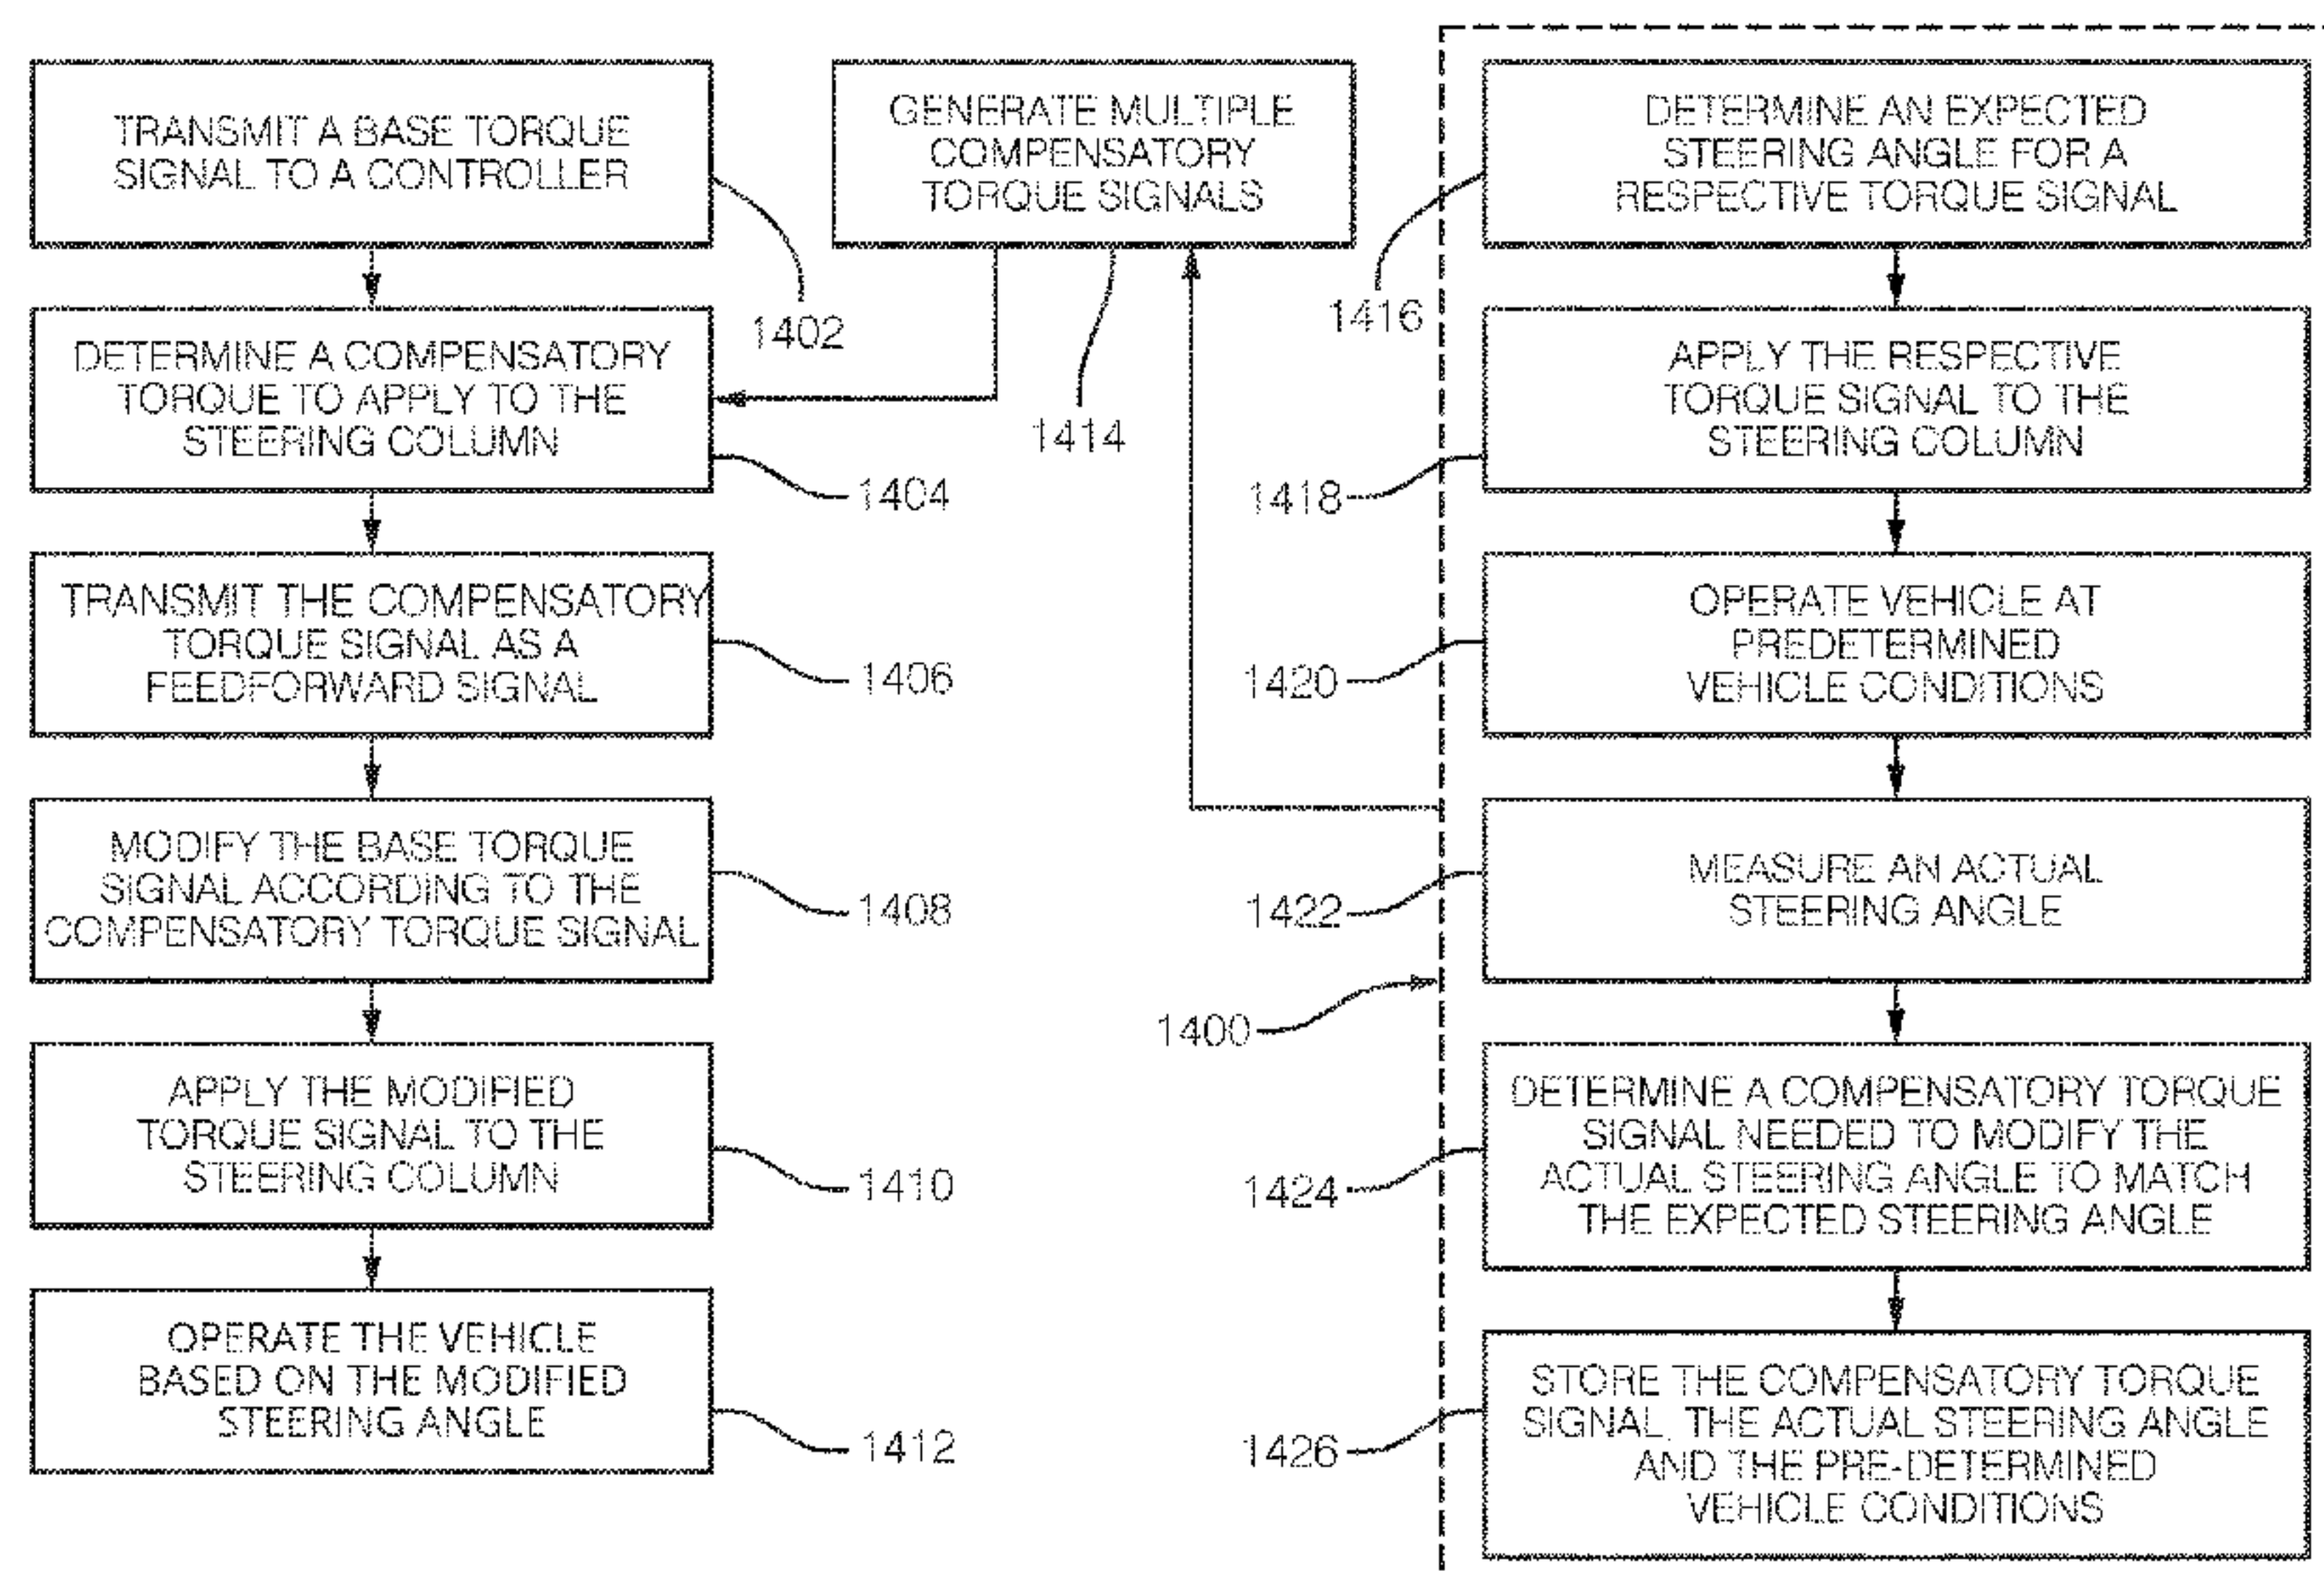 TRANSMIT A BASE TORQUE
SIGNAL TO A CONTROLLER
1402
DETERMINE A COMPENSATORY
TORQUE TO APPLY TO THE
STEERING COLUMN
1404
TRANSMIT THE COMPENSATORY
TORQUE SIGNAL AS A
FEEDFORWARD SIGNAL
1406
MODIFY THE BASE TORQUE
SIGNAL ACCORDING TO THE
COMPENSATORY TORQUE SIGNAL
1408
APPLY THE MODIFIED
TORQUE SIGNAL TO THE
STEERING COLUMN
1410
OPERATE THE VEHICLE
BASED ON THE MODIFIED
STEERING ANGLE
1412
GENERATE MULTIPLE
COMPENSATORY
TORQUE SIGNALS
1414
DETERMINE AN EXPECTED
STEERING ANGLE FOR A
RESPECTIVE TORQUE SIGNAL
1416
APPLY THE RESPECTIVE
TORQUE SIGNAL TO THE
STEERING COLUMN
1418
OPERATE VEHICLE AT
PREDETERMINED
VEHICLE CONDITIONS
1420
MEASURE AN ACTUAL
STEERING ANGLE
1422
1400
DETERMINE A COMPENSATORY TORQUE
SIGNAL NEEDED TO MODIFY THE
ACTUAL STEERING ANGLE TO MATCH
THE EXPECTED STEERING ANGLE
1424
STORE THE COMPENSATORY TORQUE
SIGNAL, THE ACTUAL STEERING ANGLE
AND THE PRE-DETERMINED
VEHICLE CONDITIONS
1426